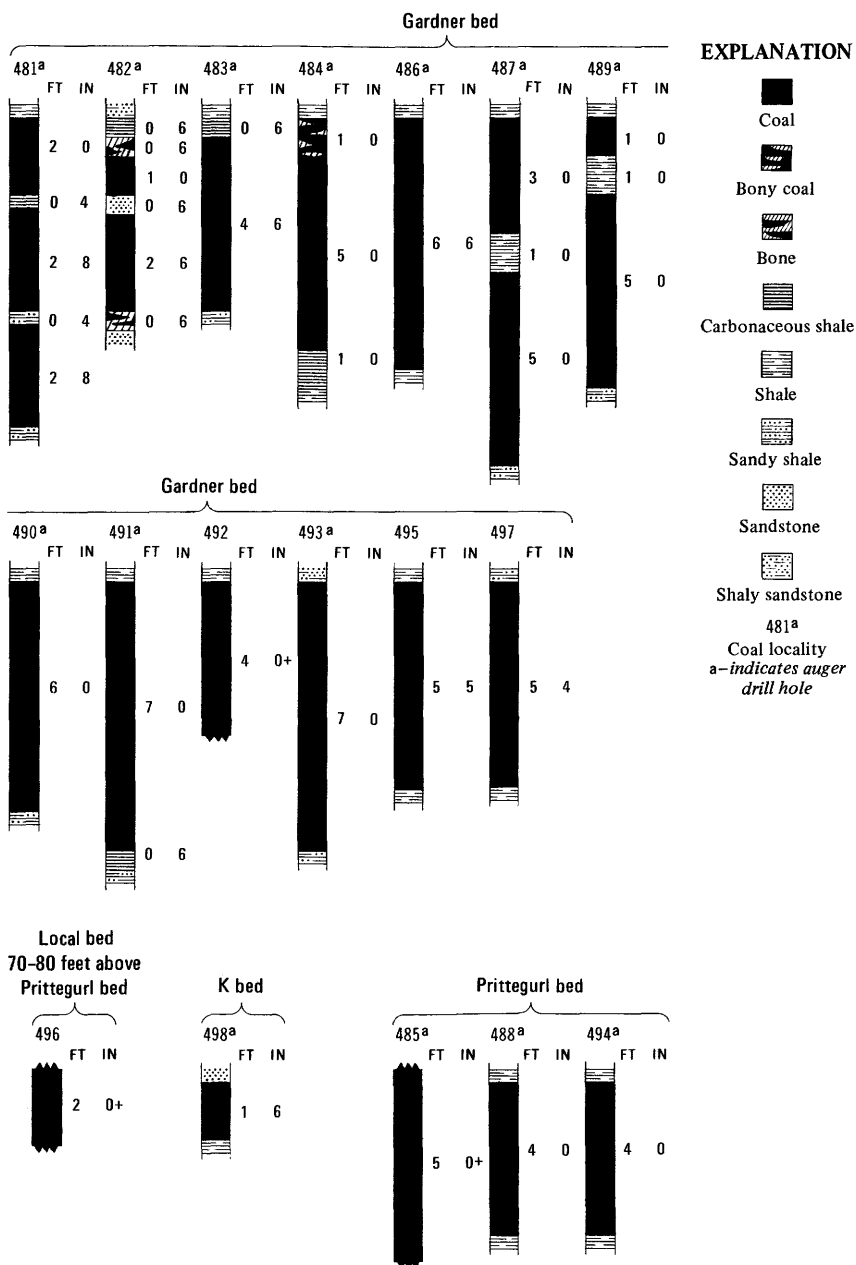 Gardner bed
481a 482a 483a 484a 486a 487a 489a
FT IN FT IN FT IN FT IN FT IN FT IN FT IN
2 0
0 4
2 8
0 4
2 8
0 6
0 6
1 0
0 6
2 6
0 6
0 6
4 6
1 0
5 0
1 0
6 6
3 0
1 0
5 0
1 0
1 0
5 0
EXPLANATION
Coal
Bony coal
Bone
Carbonaceous shale
Shale
Sandy shale
Sandstone
Shaly sandstone
481a
Coal locality
a–indicates auger
drill hole
Gardner bed
490a 491a 492 493a 495 497
FT IN FT IN FT IN FT IN FT IN FT IN
6 0
7 0
0 6
4 0+
7 0
5 5
5 4
Local bed
70–80 feet above
Prittegurl bed
496
FT IN
2 0+
K bed
498a
FT IN
1 6
Prittegurl bed
485a 488a 494a
FT IN FT IN FT IN
5 0+
4 0
4 0